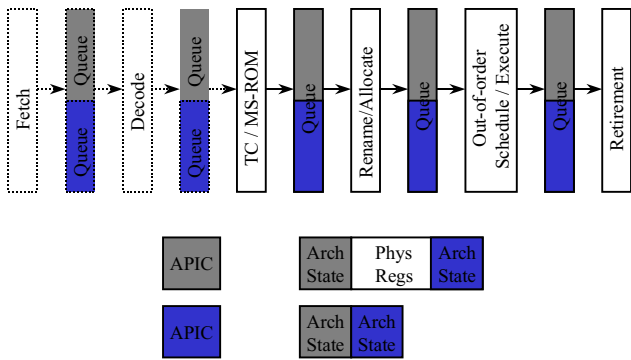 Fetch
Queue
Queue
Decode
Queue
Queue
TC / MS-ROM
Queue
Rename/Allocate
Queue
Out-of-order
Schedule / Execute
Queue
Retirement
APIC
Arch
State
Phys
Regs
Arch
State
APIC
Arch
State
Arch
State